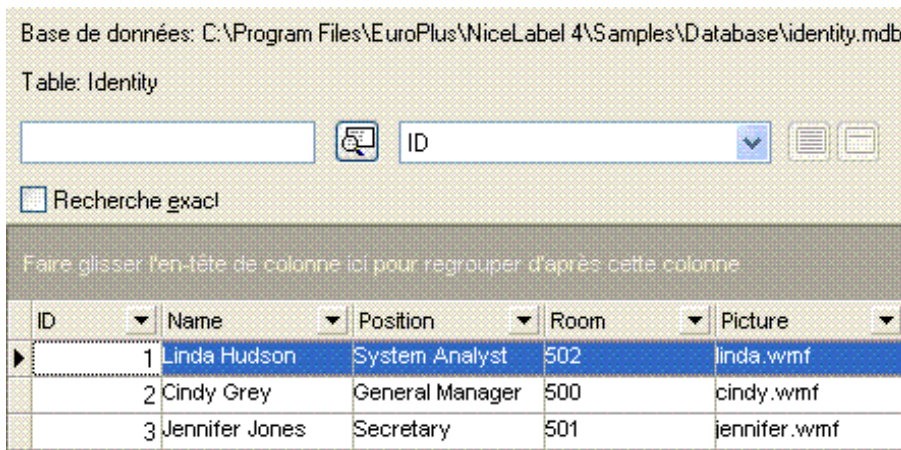 Base de données: C:\Program Files\EuroPlus\NiceLabel 4\Samples\Database\identity.mdb
Table: Identity
ID
Recherche exact
Faire glisser l'en-tête de colonne ici pour regrouper d'après cette colonne
ID Name Position Room Picture
1 Linda Hudson System Analyst 502 linda.wmf
2 Cindy Grey General Manager 500 cindy.wmf
3 Jennifer Jones Secretary 501 jennifer.wmf